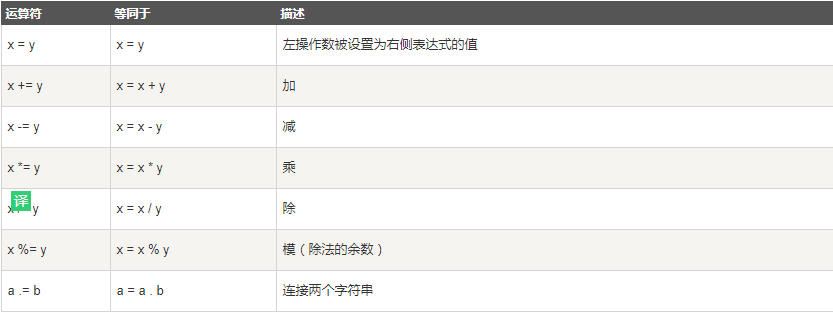 运算符 等同于 描述
x = y x = y 左操作数被设置为右侧表达式的值
x += y x = x + y 加
x -= y x = x - y 减
x *= y x = x * y 乘
译 y x = x / y 除
x %= y x = x % y 模（除法的余数）
a .= b a = a . b 连接两个字符串